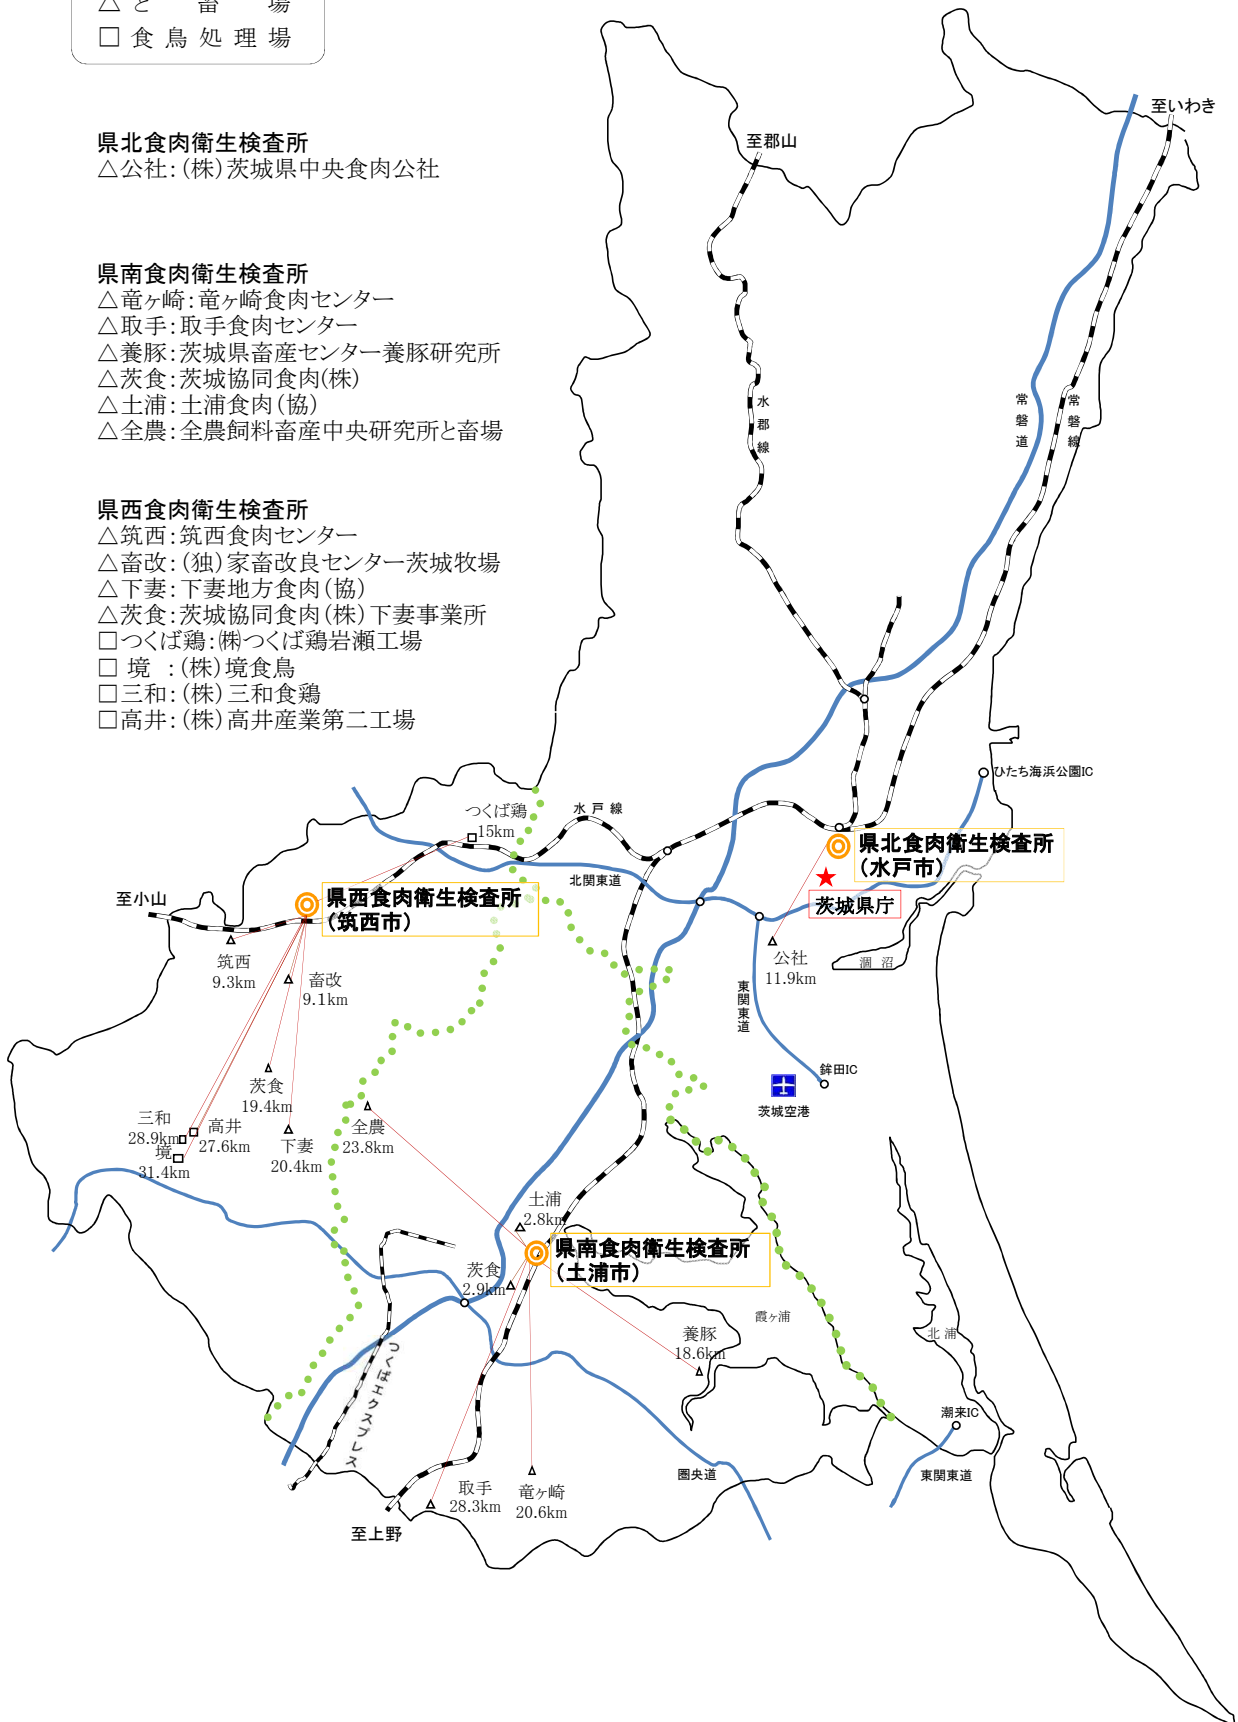 △と畜場
□食鳥処理場
県北食肉衛生検査所
△公社：(株)茨城県中央食肉公社
県南食肉衛生検査所
△竜ヶ崎：竜ヶ崎食肉センター
△取手：取手食肉センター
△養豚：茨城県畜産センター養豚研究所
△茨食：茨城協同食肉(株)
△土浦：土浦食肉(協)
△全農：全農飼料畜産中央研究所と畜場
県西食肉衛生検査所
△筑西：筑西食肉センター
△畜改：(独)家畜改良センター茨城牧場
△下妻：下妻地方食肉(協)
△茨食：茨城協同食肉(株)下妻事業所
□つくば鶏：㈱つくば鶏岩瀬工場
□ 境 ：(株)境食鳥
□三和：(株)三和食鶏
□高井：(株)高井産業第二工場
至いわき
至郡山
水郡線
常磐道
常磐線
ひたち海浜公園IC
つくば鶏
15km
水戸線
県北食肉衛生検査所
(水戸市)
北関東道
茨城県庁
至小山
県西食肉衛生検査所
(筑西市)
筑西
9.3km
畜改
9.1km
公社
11.9km
涸沼
東関東道
鉾田IC
茨城空港
茨食
19.4km
三和
28.9km
高井
27.6km
境
31.4km
下妻
20.4km
全農
23.8km
土浦
2.8km
県南食肉衛生検査所
(土浦市)
茨食
2.9km
霞ヶ浦
養豚
18.6km
北浦
つくばエクスプレス
潮来IC
圏央道
東関東道
取手
28.3km
竜ヶ崎
20.6km
至上野